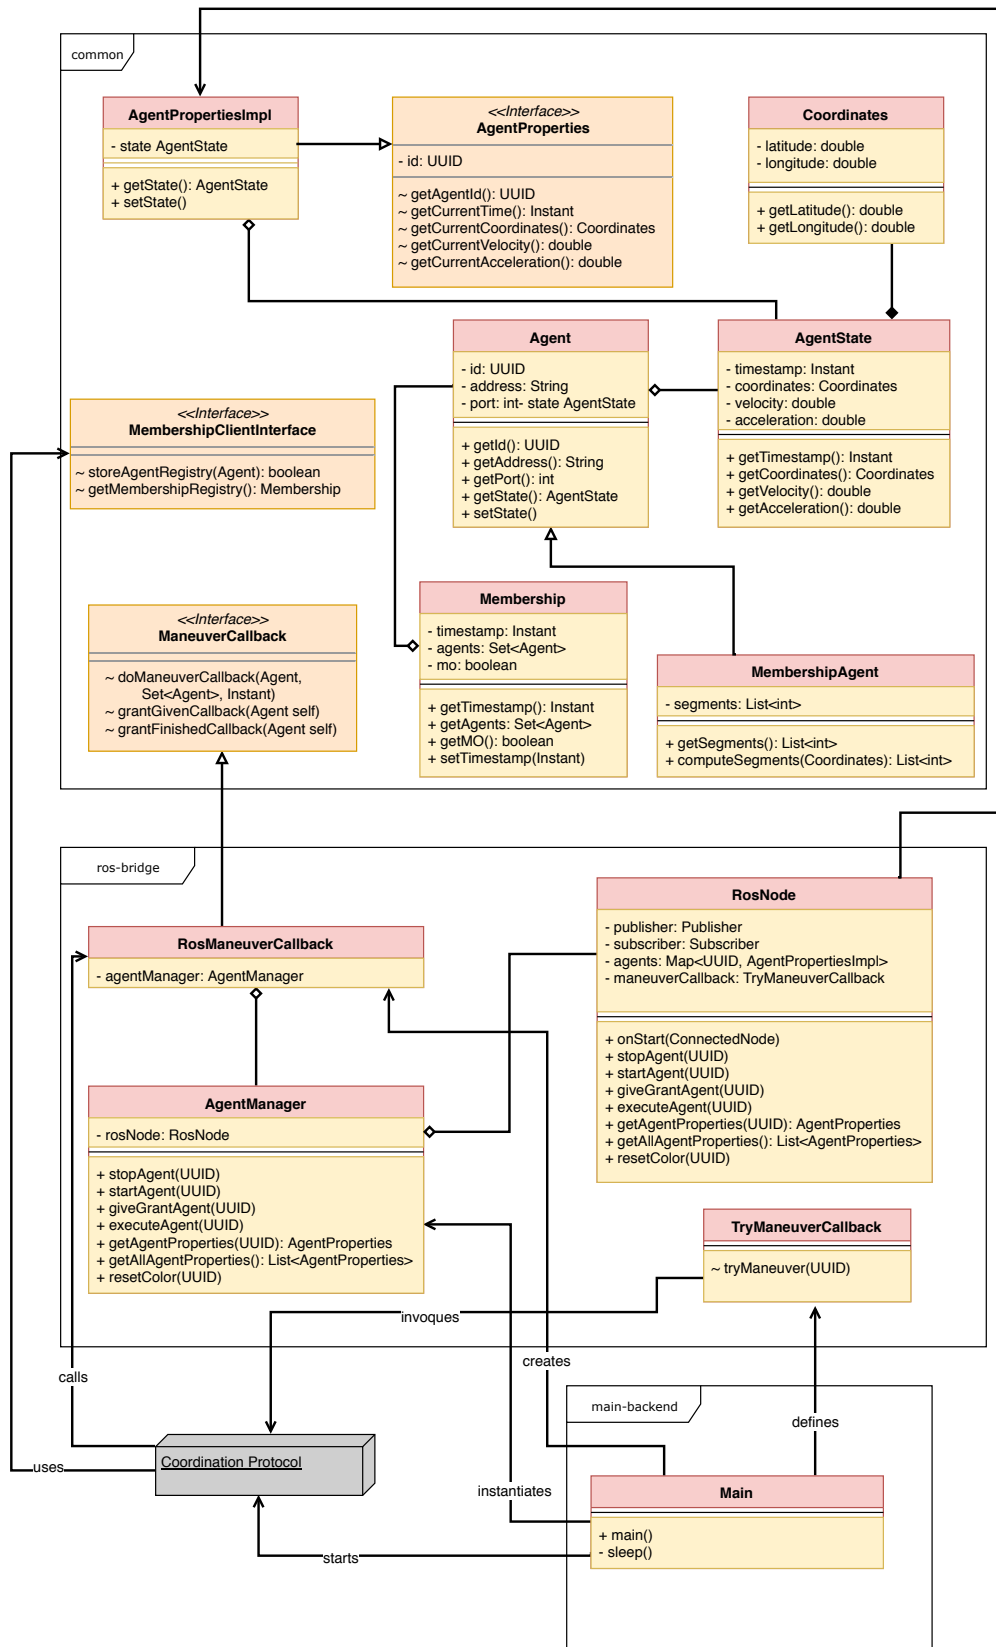 common
AgentPropertiesImpl
- state AgentState
+ getState(): AgentState
+ setState()
<<Interface>>
AgentProperties
- id: UUID
~ getAgentId(): UUID
~ getCurrentTime(): Instant
~ getCurrentCoordinates(): Coordinates
~ getCurrentVelocity(): double
~ getCurrentAcceleration(): double
Coordinates
- latitude: double
- longitude: double
+ getLatitude(): double
+ getLongitude(): double
Agent
- id: UUID
- address: String
- port: int- state AgentState
+ getId(): UUID
+ getAddress(): String
+ getPort(): int
+ getState(): AgentState
+ setState()
AgentState
- timestamp: Instant
- coordinates: Coordinates
- velocity: double
- acceleration: double
+ getTimestamp(): Instant
+ getCoordinates(): Coordinates
+ getVelocity(): double
+ getAcceleration(): double
<<Interface>>
MembershipClientInterface
~ storeAgentRegistry(Agent): boolean
~ getMembershipRegistry(): Membership
<<Interface>>
ManeuverCallback
~ doManeuverCallback(Agent,
Set<Agent>, Instant)
~ grantGivenCallback(Agent self)
~ grantFinishedCallback(Agent self)
Membership
- timestamp: Instant
- agents: Set<Agent>
- mo: boolean
+ getTimestamp(): Instant
+ getAgents: Set<Agent>
+ getMO(): boolean
+ setTimestamp(Instant)
MembershipAgent
- segments: List<int>
+ getSegments(): List<int>
+ computeSegments(Coordinates): List<int>
ros-bridge
RosManeuverCallback
- agentManager: AgentManager
RosNode
- publisher: Publisher
- subscriber: Subscriber
- agents: Map<UUID, AgentPropertiesImpl>
- maneuverCallback: TryManeuverCallback
+ onStart(ConnectedNode)
+ stopAgent(UUID)
+ startAgent(UUID)
+ giveGrantAgent(UUID)
+ executeAgent(UUID)
+ getAgentProperties(UUID): AgentProperties
+ getAllAgentProperties(): List<AgentProperties>
+ resetColor(UUID)
AgentManager
- rosNode: RosNode
+ stopAgent(UUID)
+ startAgent(UUID)
+ giveGrantAgent(UUID)
+ executeAgent(UUID)
+ getAgentProperties(UUID): AgentProperties
+ getAllAgentProperties(): List<AgentProperties>
+ resetColor(UUID)
TryManeuverCallback
~ tryManeuver(UUID)
invoques
creates
calls
main-backend
defines
Coordination Protocol
uses
instantiates
Main
+ main()
- sleep()
starts